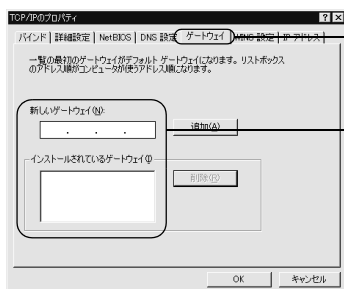 TCP/IPのプロパティ
バインド 詳細設定 NetBIOS DNS 設定 ゲートウェイ WINS 設定 IP アドレス
一覧の最初のゲートウェイがデフォルト ゲートウェイになります。リストボックス
のアドレス順がコンピュータが使うアドレス順になります。
新しいゲートウェイ(N):
. . .
追加(A)
インストールされているゲートウェイ(I)
削除(R)
OK キャンセル